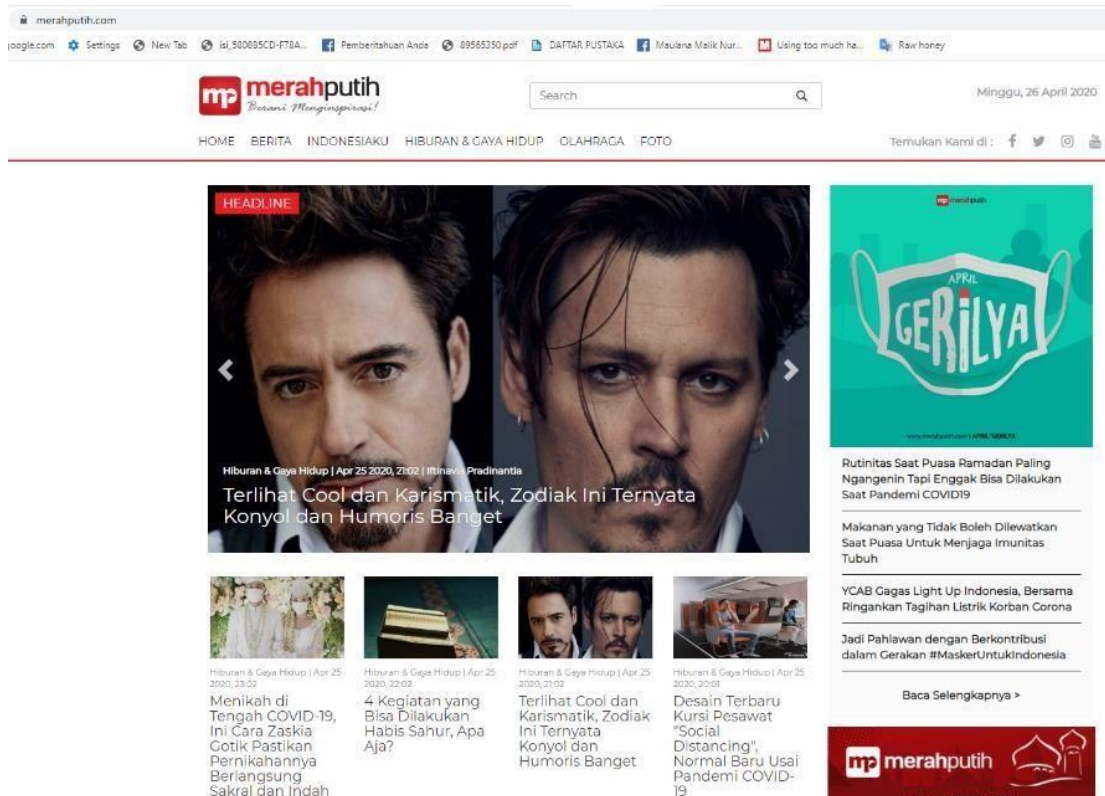 merahputih.com
google.com Settings New Tab isi_580885CD-F78A... Pemberitahuan Anda 89565350.pdf DAFTAR PUSTAKA Maulana Malik Nur... Using too much ha... Raw honey
mp merahputih
Berani Menginspirasi!
Search
Minggu, 26 April 2020
HOME BERITA INDONESIAKU HIBURAN & GAYA HIDUP OLAHRAGA FOTO
Temukan Kami di :
HEADLINE
Hiburan & Gaya Hidup | Apr 25 2020, 21:02 | Iftinavia Pradinantia
Terlihat Cool dan Karismatik, Zodiak Ini Ternyata
Konyol dan Humoris Banget
mp merahputih
APRIL
GERILYA
www.merahputih.com | APRIL/GERILYA
Rutinitas Saat Puasa Ramadan Paling
Ngangenin Tapi Enggak Bisa Dilakukan
Saat Pandemi COVID19
Makanan yang Tidak Boleh Dilewatkan
Saat Puasa Untuk Menjaga Imunitas
Tubuh
YCAB Gagas Light Up Indonesia, Bersama
Ringankan Tagihan Listrik Korban Corona
Jadi Pahlawan dengan Berkontribusi
dalam Gerakan #MaskerUntukIndonesia
Baca Selengkapnya >
Hiburan & Gaya Hidup | Apr 25
2020, 23:02
Menikah di
Tengah COVID-19,
Ini Cara Zaskia
Gotik Pastikan
Pernikahannya
Berlangsung
Sakral dan Indah
Hiburan & Gaya Hidup | Apr 25
2020, 22:02
4 Kegiatan yang
Bisa Dilakukan
Habis Sahur, Apa
Aja?
Hiburan & Gaya Hidup | Apr 25
2020, 21:02
Terlihat Cool dan
Karismatik, Zodiak
Ini Ternyata
Konyol dan
Humoris Banget
Hiburan & Gaya Hidup | Apr 25
2020, 20:01
Desain Terbaru
Kursi Pesawat
"Social
Distancing",
Normal Baru Usai
Pandemi COVID-
19
mp merahputih